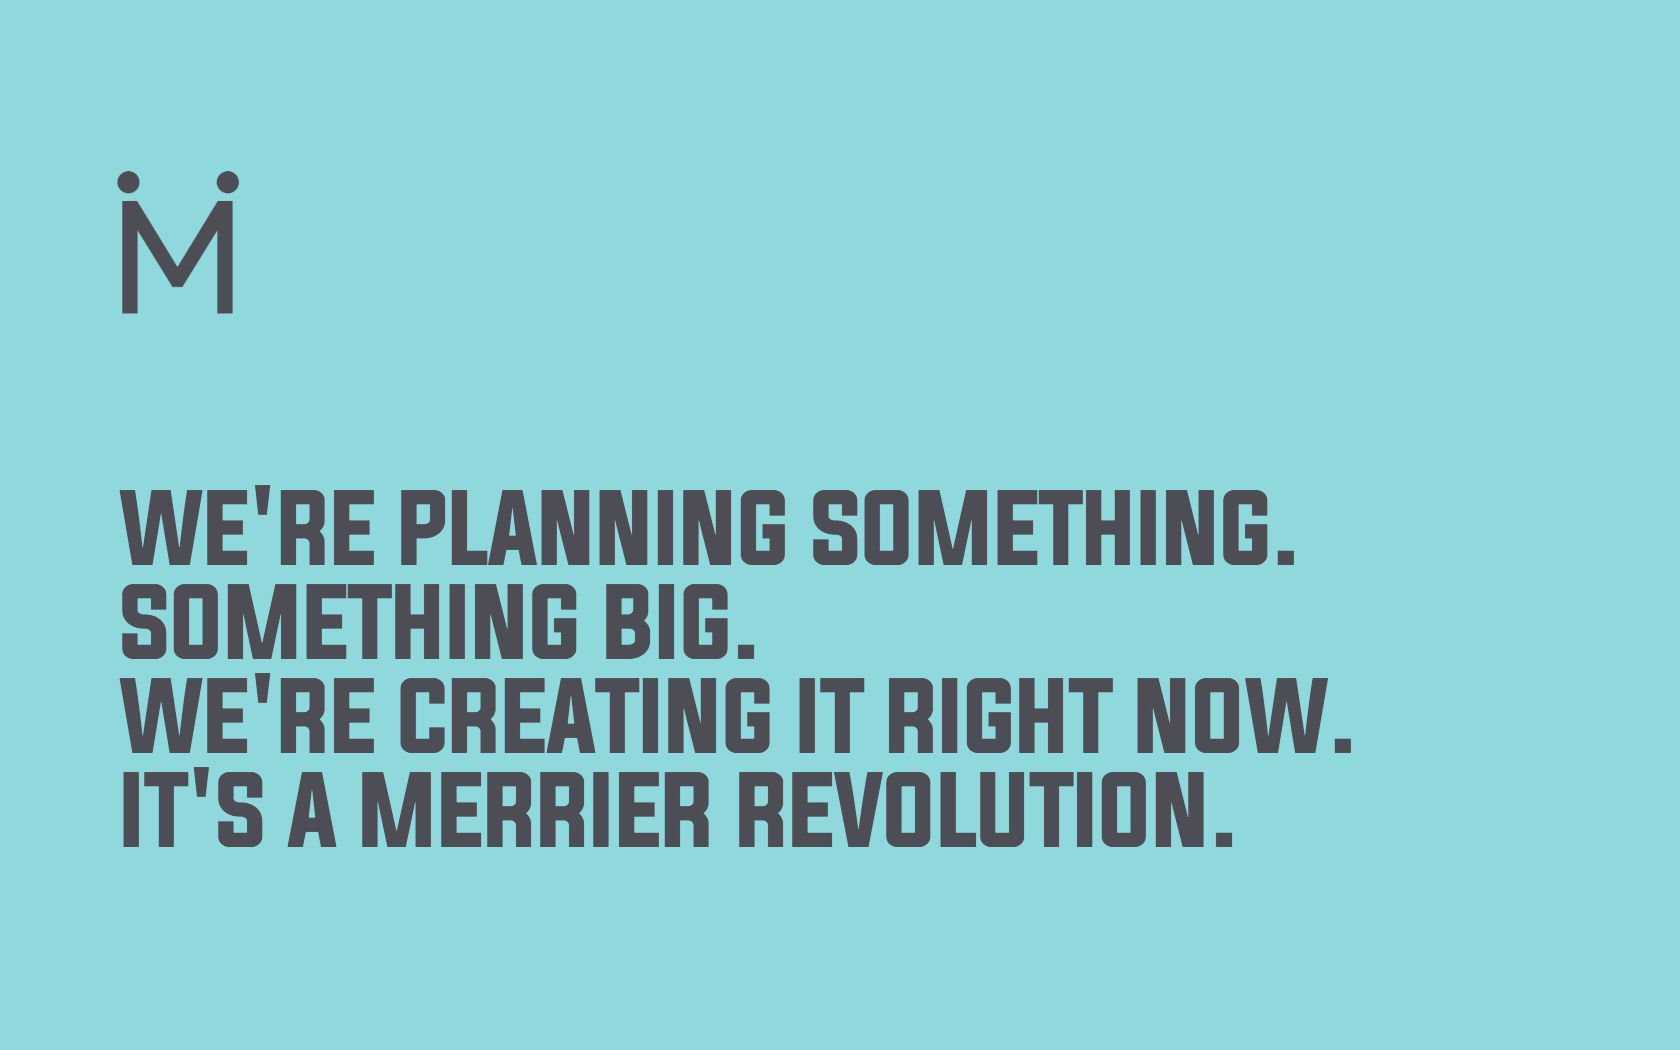 M
WE'RE PLANNING SOMETHING.
SOMETHING BIG.
WE'RE CREATING IT RIGHT NOW.
IT'S A MERRIER REVOLUTION.